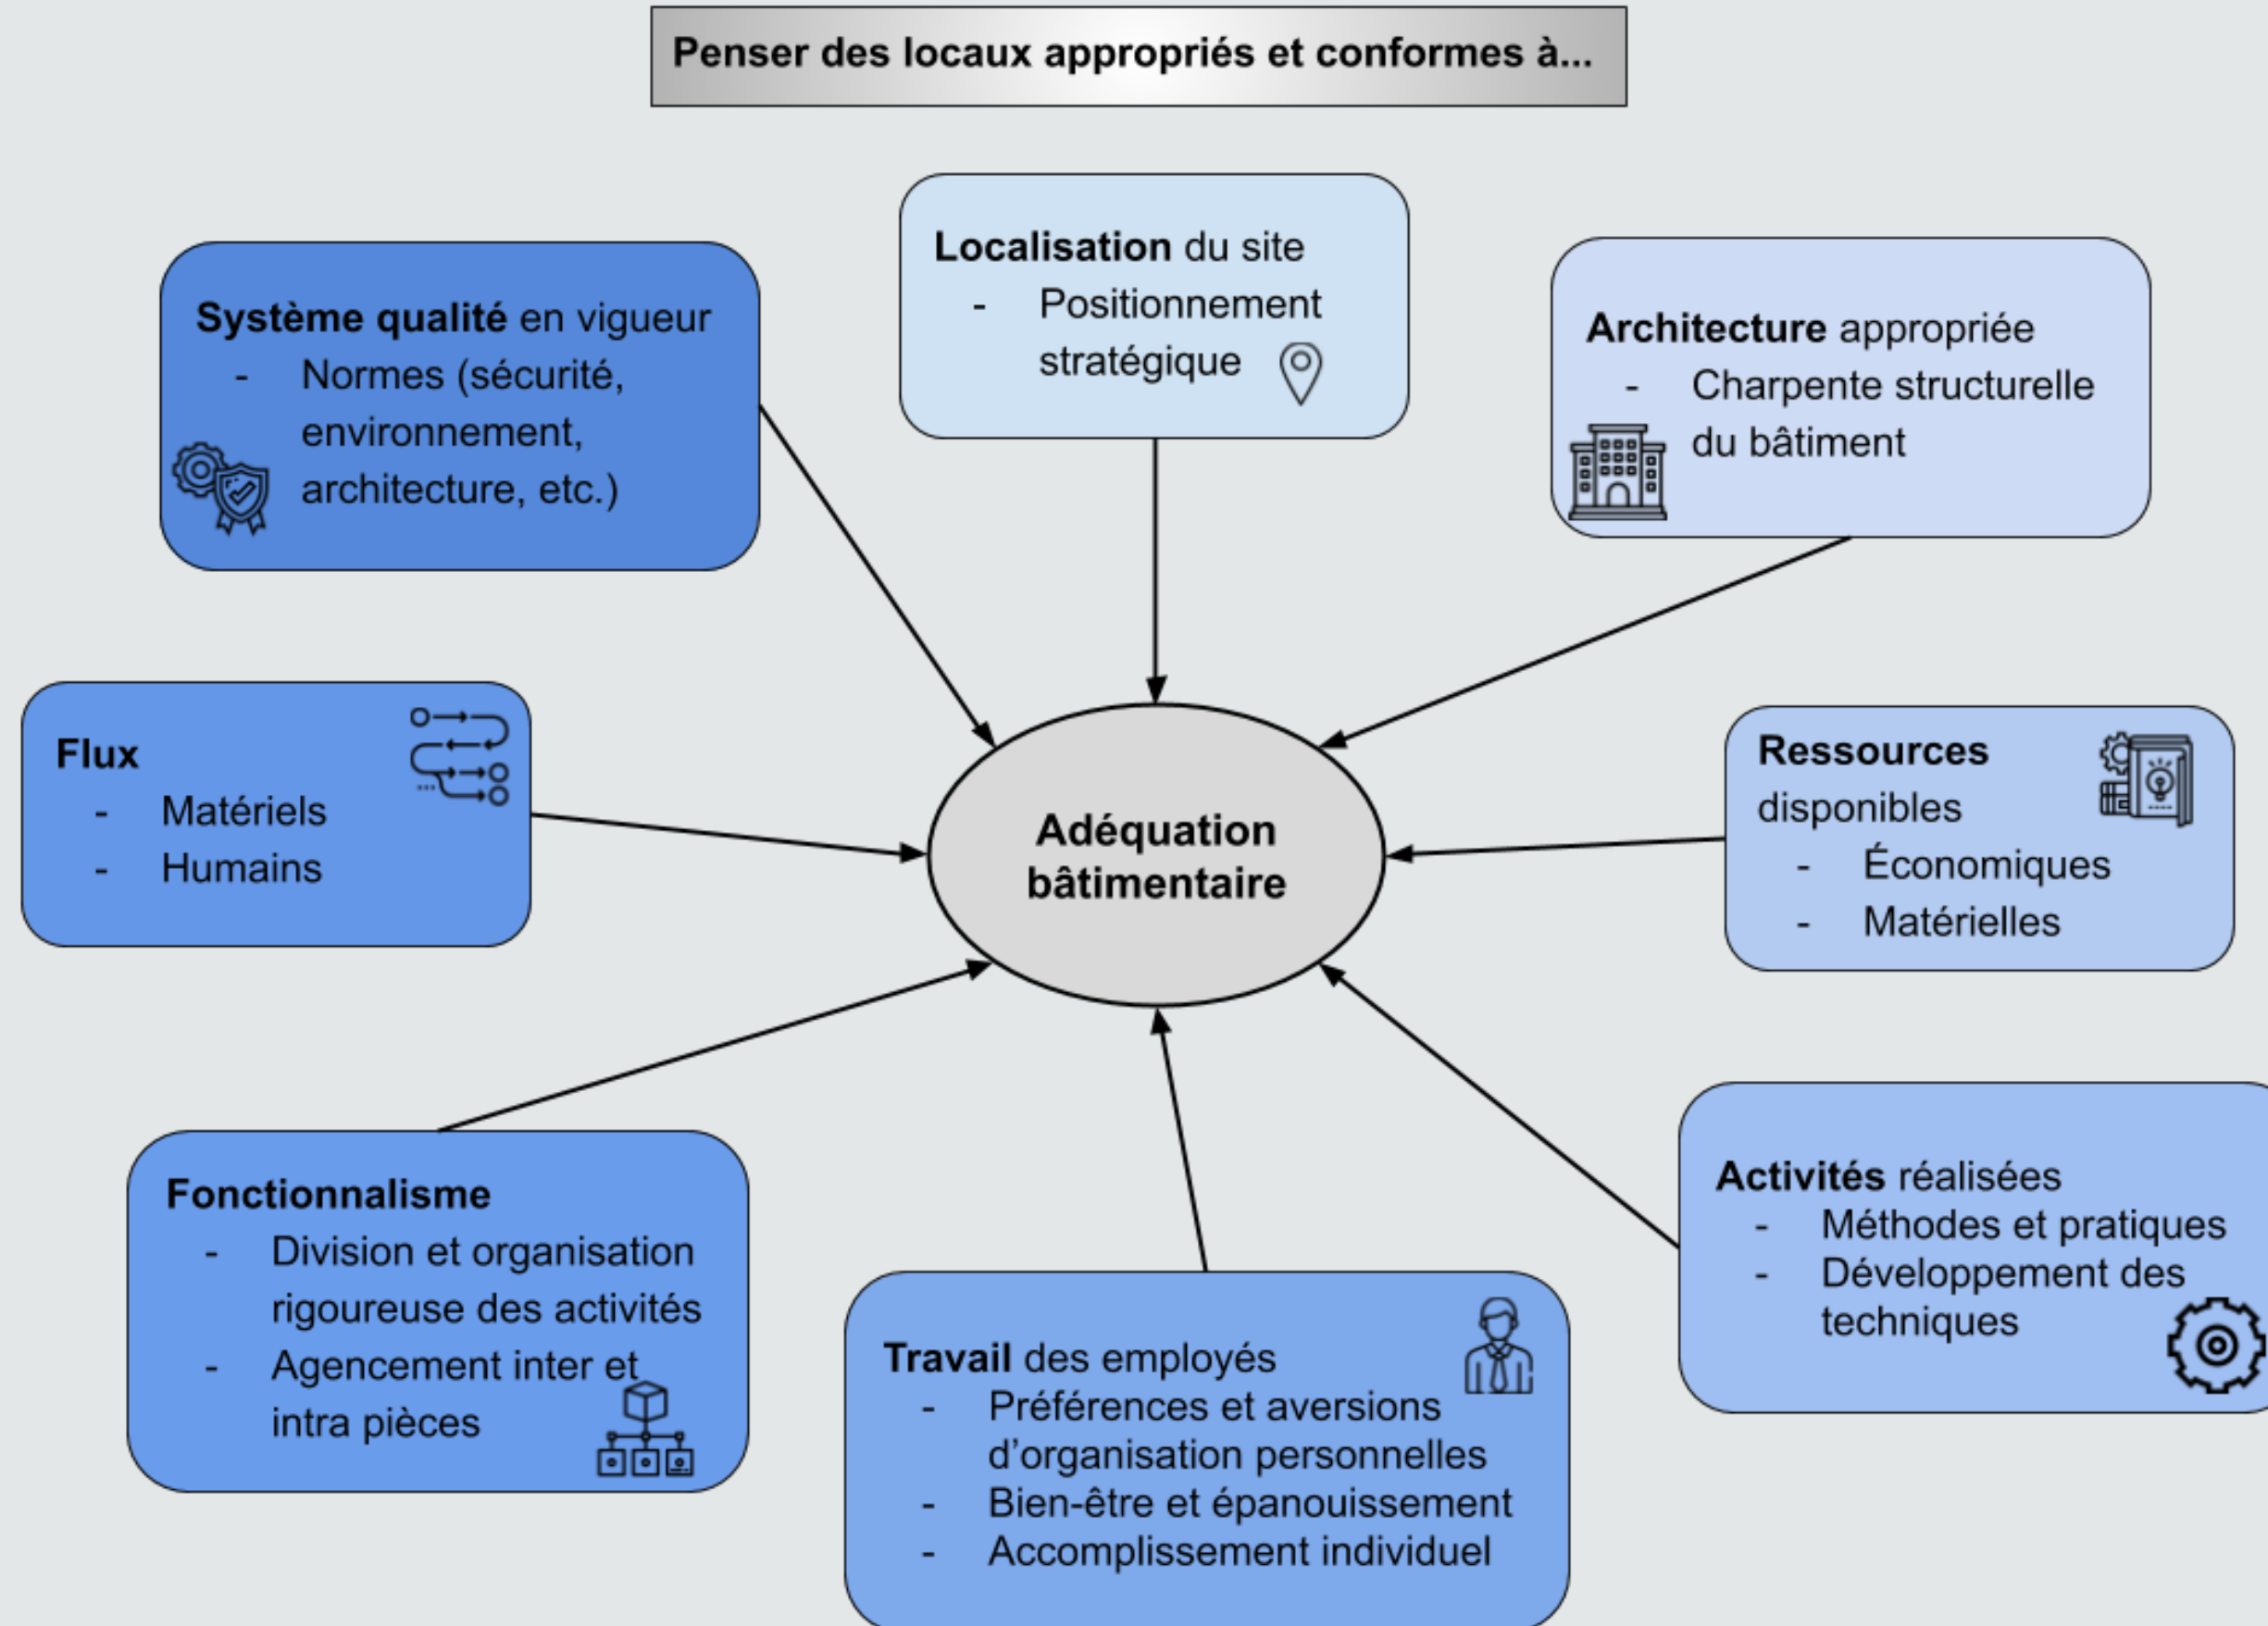 Penser des locaux appropriés et conformes à...
Localisation du site
- Positionnement
stratégique
Système qualité en vigueur
- Normes (sécurité,
environnement,
architecture, etc.)
Architecture appropriée
- Charpente structurelle
du bâtiment
Flux
- Matériels
- Humains
Adéquation
bâtimentaire
Ressources
disponibles
- Économiques
- Matérielles
Fonctionnalisme
- Division et organisation
rigoureuse des activités
- Agencement inter et
intra pièces
Travail des employés
- Préférences et aversions
d'organisation personnelles
- Bien-être et épanouissement
- Accomplissement individuel
Activités réalisées
- Méthodes et pratiques
- Développement des
techniques